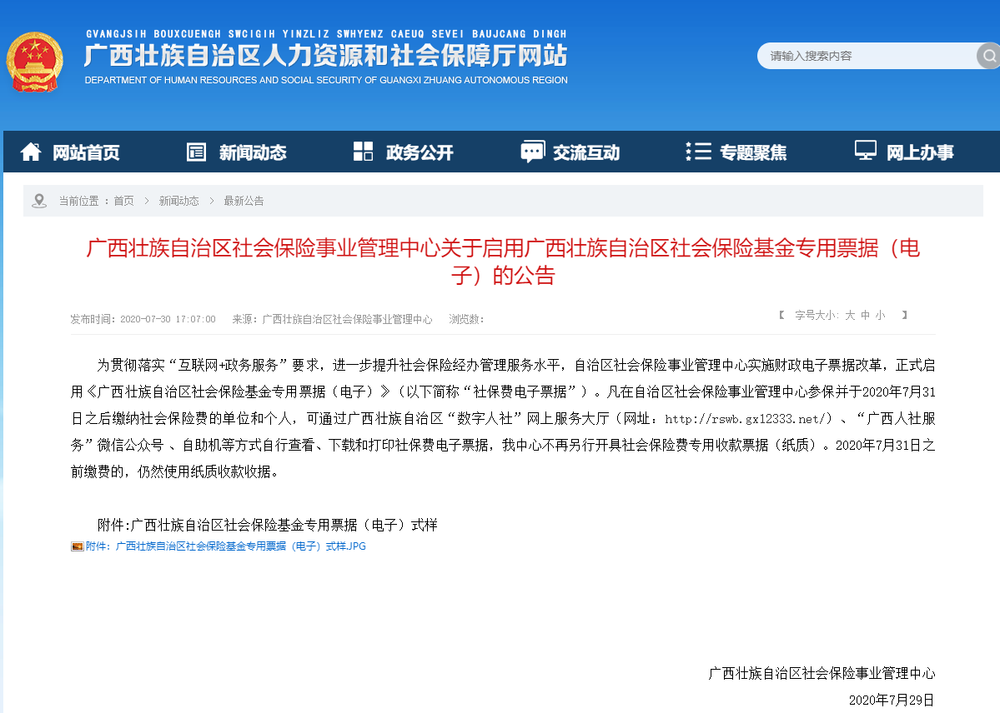 GVANGJSIH BOUXCUENGH SWCIGIH YINZLIZ SWHYENZ CAEUQ SEVEI BAUJCANG DINGH
广西壮族自治区人力资源和社会保障厅网站
DEPARTMENT OF HUMAN RESOURCES AND SOCIAL SECURITY OF GUANGXI ZHUANG AUTONOMOUS REGION
请输入搜索内容
网站首页 新闻动态 政务公开 交流互动 专题聚焦 网上办事
当前位置 : 首页 > 新闻动态 > 最新公告
广西壮族自治区社会保险事业管理中心关于启用广西壮族自治区社会保险基金专用票据（电
子）的公告
发布时间：2020-07-30 17:07:00 来源：广西壮族自治区社会保险事业管理中心 浏览数：
【 字号大小：大 中 小 】
为贯彻落实“互联网+政务服务”要求，进一步提升社会保险经办管理服务水平，自治区社会保险事业管理中心实施财政电子票据改革，正式启
用《广西壮族自治区社会保险基金专用票据（电子）》（以下简称“社保费电子票据”）。凡在自治区社会保险事业管理中心参保并于2020年7月31
日之后缴纳社会保险费的单位和个人，可通过广西壮族自治区“数字人社”网上服务大厅（网址：http://rswb.gx12333.net/）、“广西人社服
务”微信公众号 、自助机等方式自行查看、下载和打印社保费电子票据，我中心不再另行开具社会保险费专用收款票据（纸质）。2020年7月31日之
前缴费的，仍然使用纸质收款收据。
附件:广西壮族自治区社会保险基金专用票据（电子）式样
附件：广西壮族自治区社会保险基金专用票据（电子）式样.JPG
广西壮族自治区社会保险事业管理中心
2020年7月29日